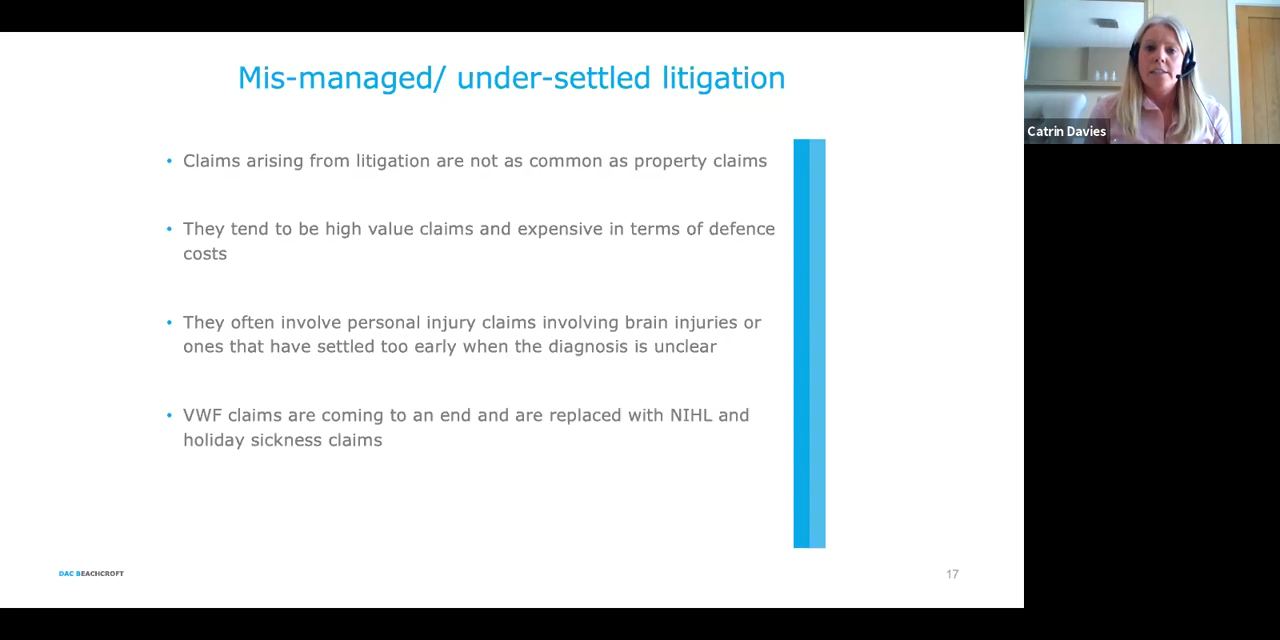 Mis-managed/ under-settled litigation
• Claims arising from litigation are not as common as property claims
• They tend to be high value claims and expensive in terms of defence
costs
• They often involve personal injury claims involving brain injuries or
ones that have settled too early when the diagnosis is unclear
• VWF claims are coming to an end and are replaced with NIHL and
holiday sickness claims
DAC BEACHCROFT
17
Catrin Davies